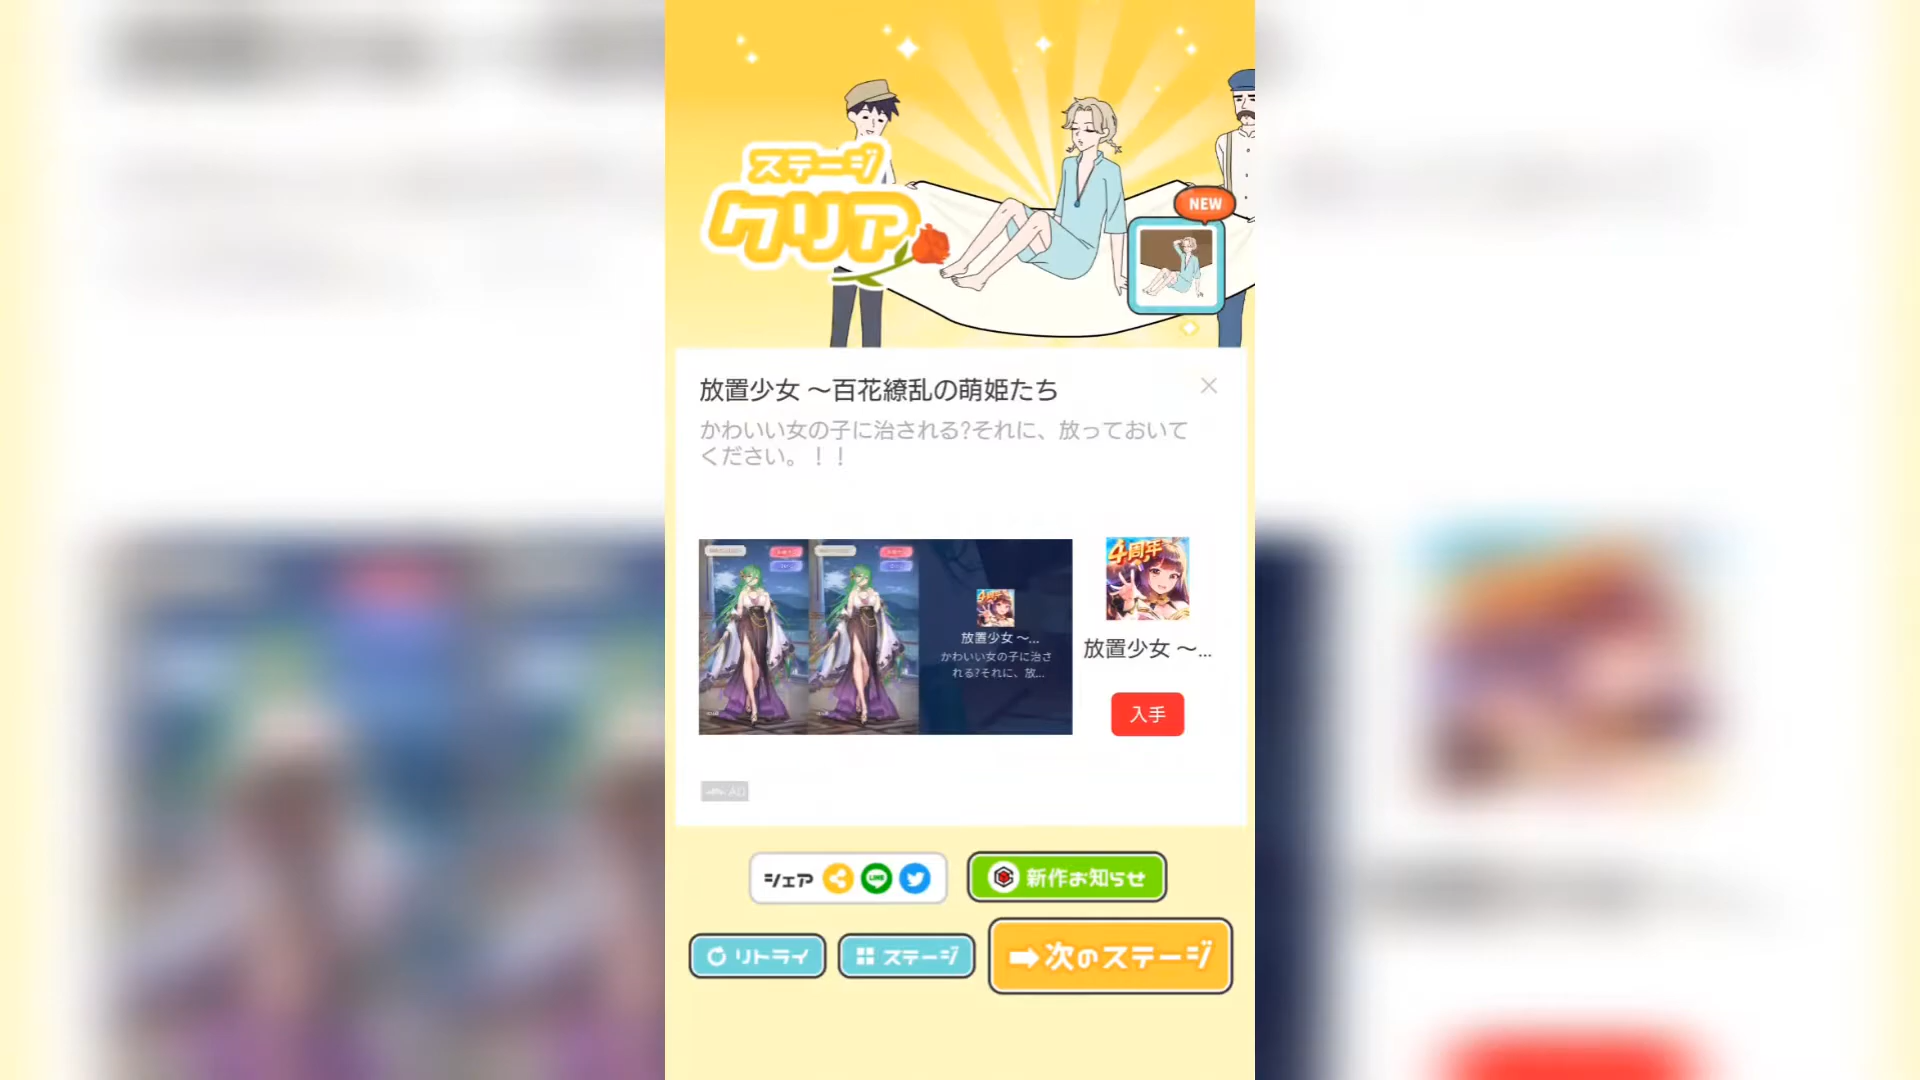 ステージ
クリア
NEW
放置少女 〜百花繚乱の萌姫たち
かわいい女の子に治される?それに、放っておいて
ください。！！
4周年
放置少女 〜...
かわいい女の子に治さ
れる?それに、放...
4周年
放置少女 〜...
入手
AD
シェア
LINE
新作お知らせ
リトライ
ステージ
次のステージ